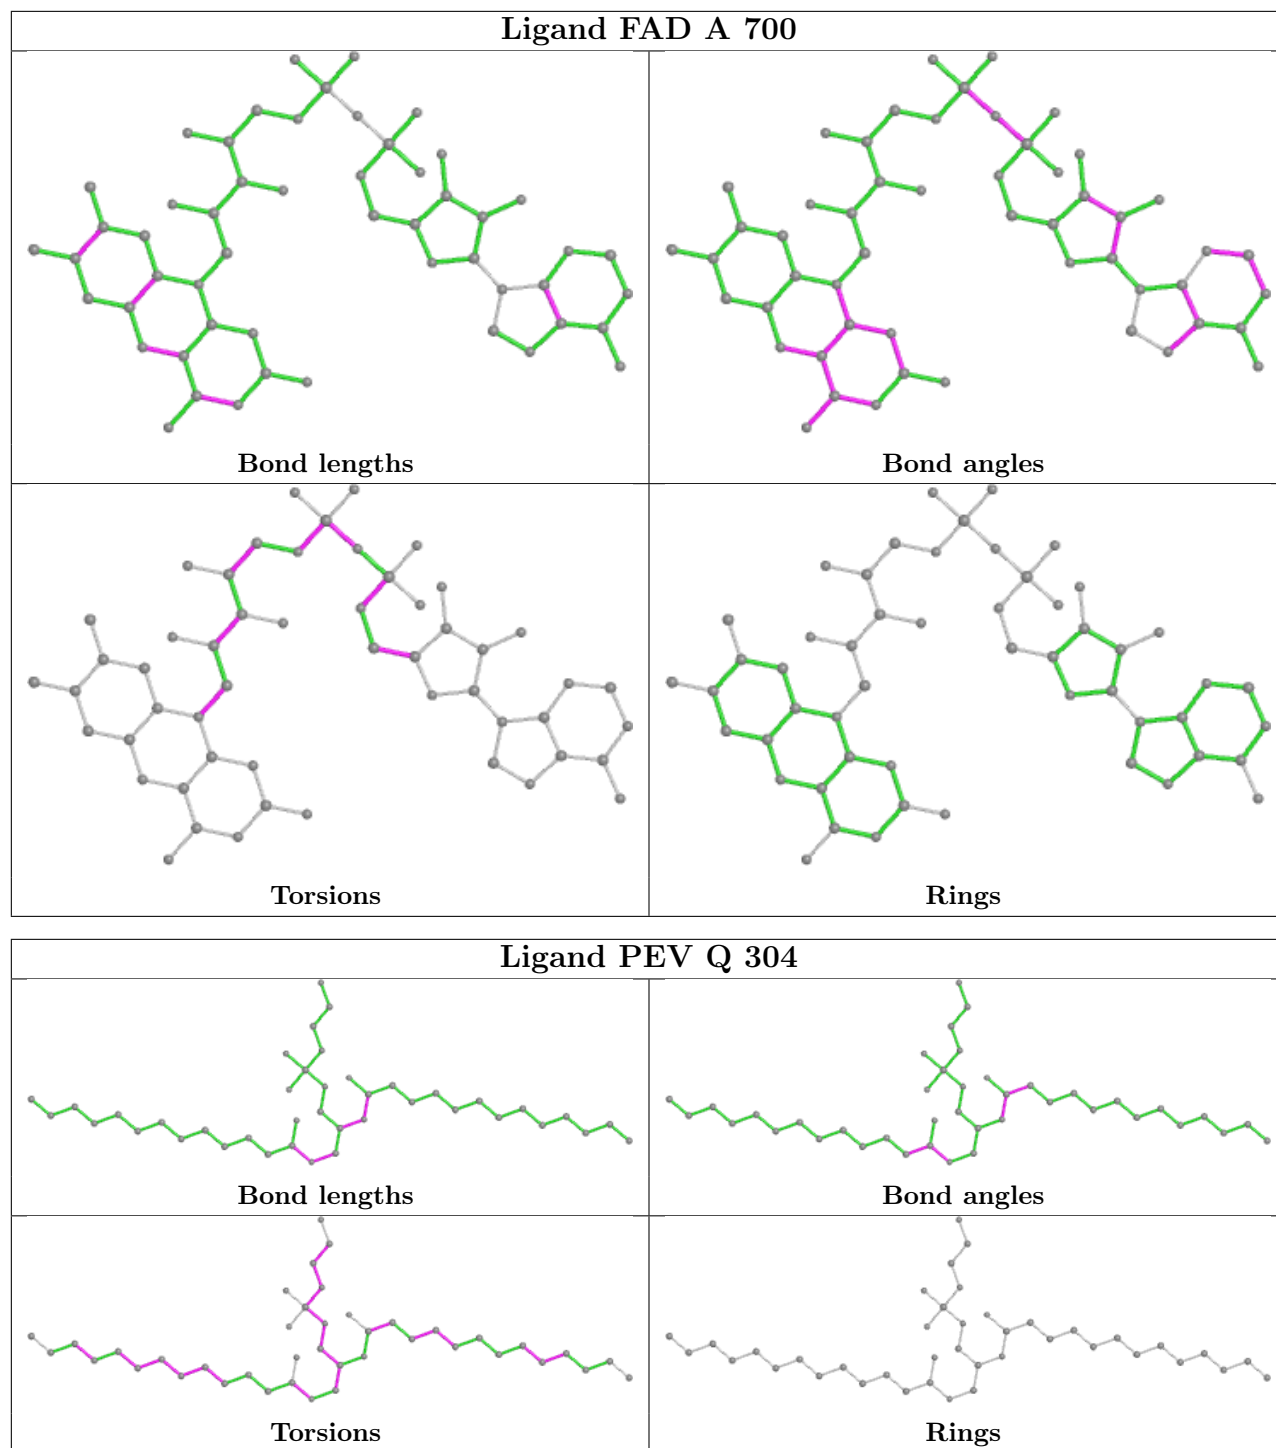 Ligand FAD A 700
Bond lengths
Bond angles
Torsions
Rings
Ligand PEV Q 304
Bond lengths
Bond angles
Torsions
Rings